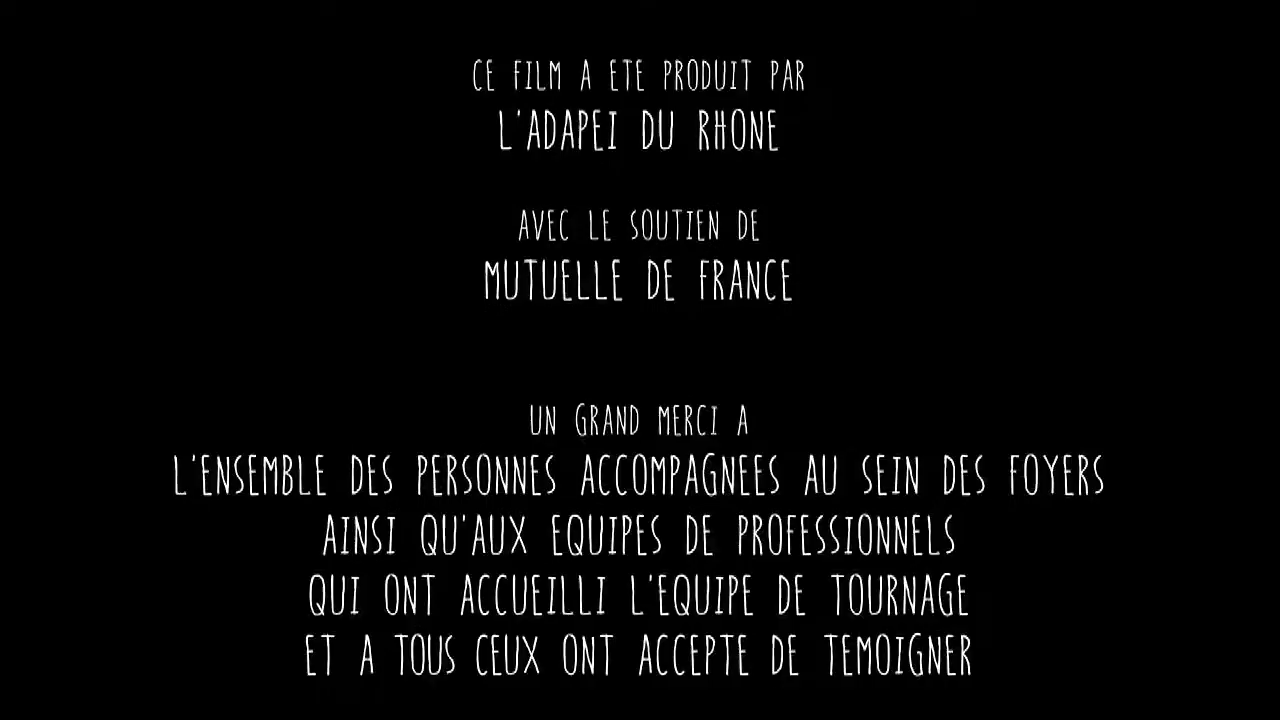 CE FILM A ETE PRODUIT PAR
L'ADAPEI DU RHONE
AVEC LE SOUTIEN DE
MUTUELLE DE FRANCE
UN GRAND MERCI A
L'ENSEMBLE DES PERSONNES ACCOMPAGNEES AU SEIN DES FOYERS
AINSI QU'AUX EQUIPES DE PROFESSIONNELS
QUI ONT ACCUEILLI L'EQUIPE DE TOURNAGE
ET A TOUS CEUX ONT ACCEPTE DE TEMOIGNER